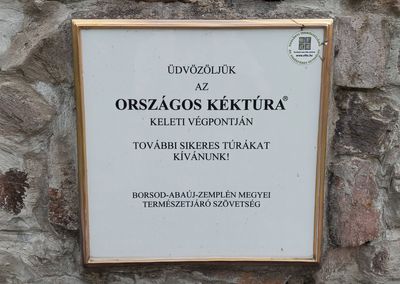 ÜDVÖZÖLJÜK
AZ
ORSZÁGOS KÉKTÚRA®
KELETI VÉGPONTJÁN
TOVÁBBI SIKERES TÚRÁKAT
KÍVÁNUNK!
BORSOD-ABAÚJ-ZEMPLÉN MEGYEI
TERMÉSZETJÁRÓ SZÖVETSÉG